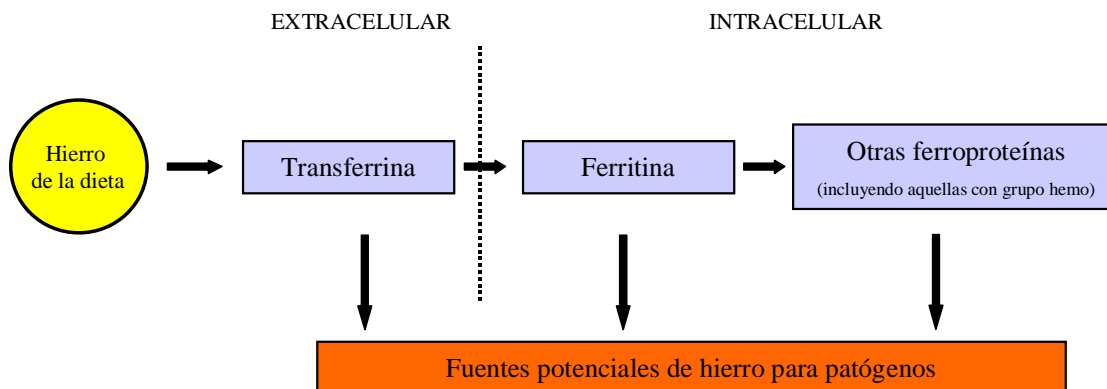 EXTRACELULAR
INTRACELULAR
Hierro
de la dieta
Transferrina
Ferritina
Otras ferroproteínas
(incluyendo aquellas con grupo hemo)
Fuentes potenciales de hierro para patógenos